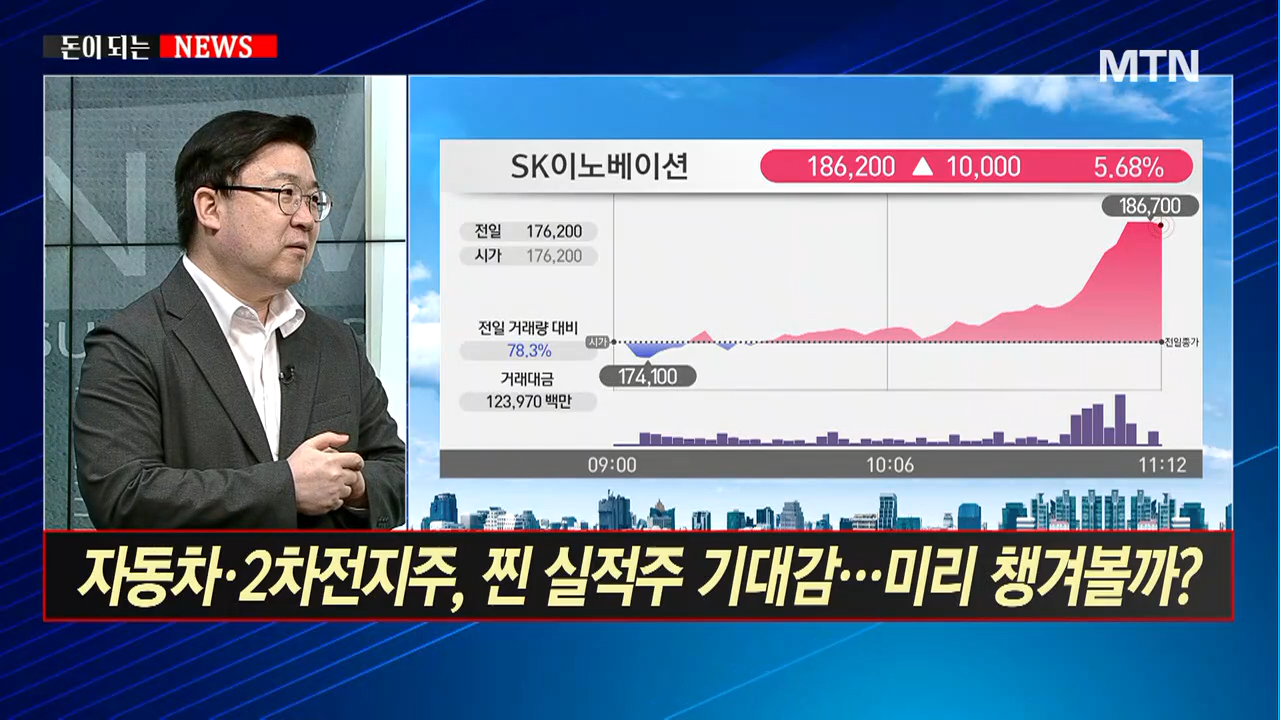 돈이 되는 NEWS
MTN
SK이노베이션
186,200 ▲ 10,000 5.68%
186,700
전일 176,200
시가 176,200
전일 거래량 대비
78.3%
시가
전일종가
거래대금
174,100
123,970 백만
09:00 10:06 11:12
자동차·2차전지주, 찐 실적주 기대감…미리 챙겨볼까?